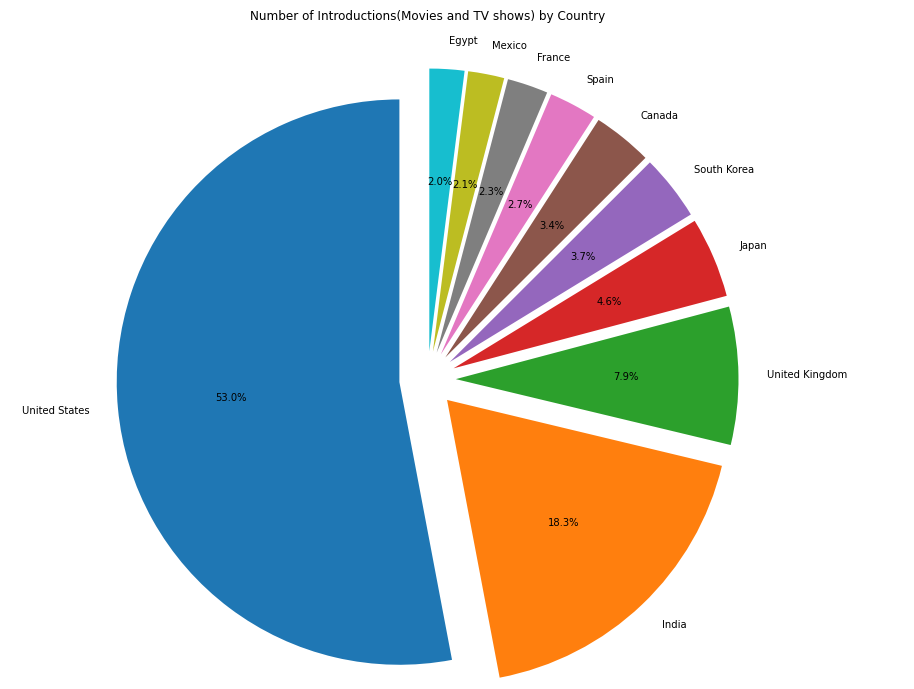 Number of Introductions(Movies and TV shows) by Country
Egypt
Mexico
France
Spain
Canada
South Korea
Japan
United Kingdom
India
United States
2.0%
2.1%
2.3%
2.7%
3.4%
3.7%
4.6%
7.9%
18.3%
53.0%